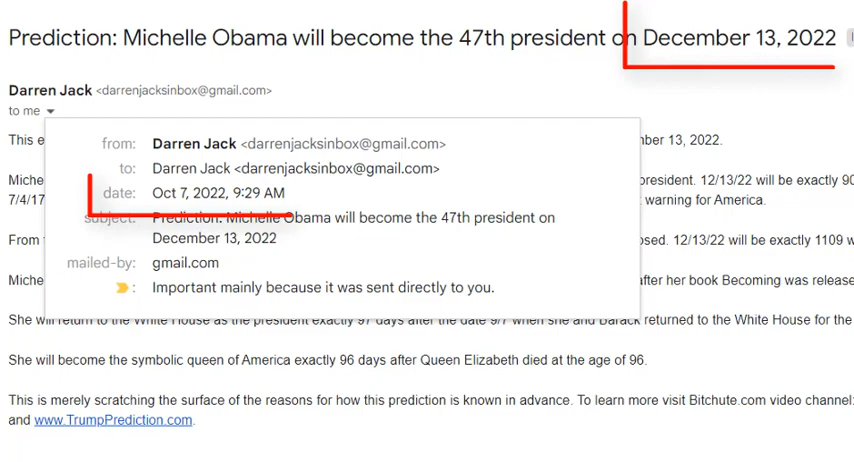 Prediction: Michelle Obama will become the 47th president on December 13, 2022
Darren Jack <darrenjacksinbox@gmail.com>
to me
from: Darren Jack <darrenjacksinbox@gmail.com>
This e nber 13, 2022.
to: Darren Jack <darrenjacksinbox@gmail.com>
Miche resident. 12/13/22 will be exactly 90
date: Oct 7, 2022, 9:29 AM
7/4/17 warning for America.
subject: Prediction: Michelle Obama will become the 47th president on
December 13, 2022
From osed. 12/13/22 will be exactly 1109 w
mailed-by: gmail.com
Miche after her book Becoming was release
: Important mainly because it was sent directly to you.
She will return to the White House as the president exactly 97 days after the date 9/7 when she and Barack returned to the White House for the
She will become the symbolic queen of America exactly 96 days after Queen Elizabeth died at the age of 96.
This is merely scratching the surface of the reasons for how this prediction is known in advance. To learn more visit Bitchute.com video channel:
and www.TrumpPrediction.com.